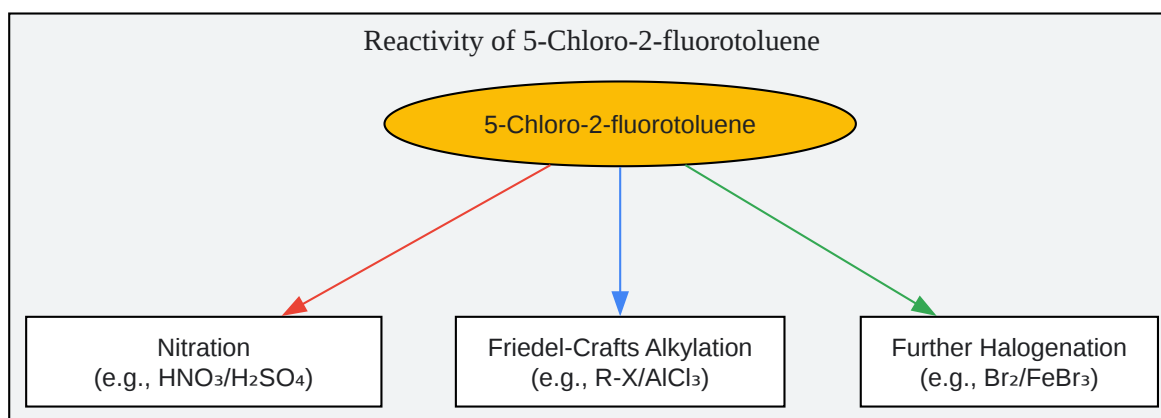 Reactivity of 5-Chloro-2-fluorotoluene
5-Chloro-2-fluorotoluene
Nitration
(e.g., HNO₃/H₂SO₄)
Friedel-Crafts Alkylation
(e.g., R-X/AlCl₃)
Further Halogenation
(e.g., Br₂/FeBr₃)